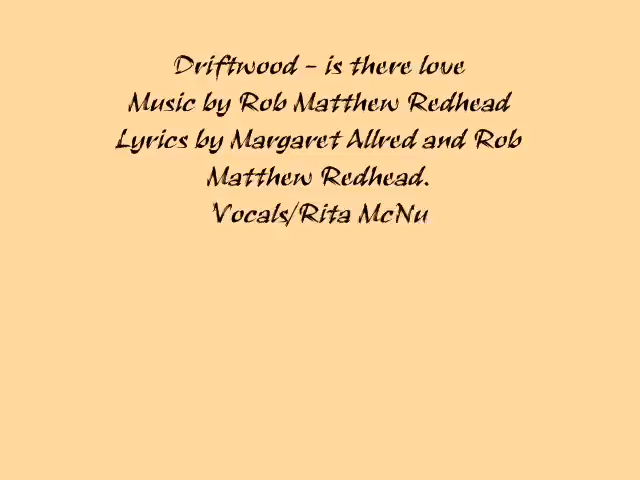 Driftwood - is there love
Music by Rob Matthew Redhead
Lyrics by Margaret Allred and Rob
Matthew Redhead.
Vocals/Rita McNu